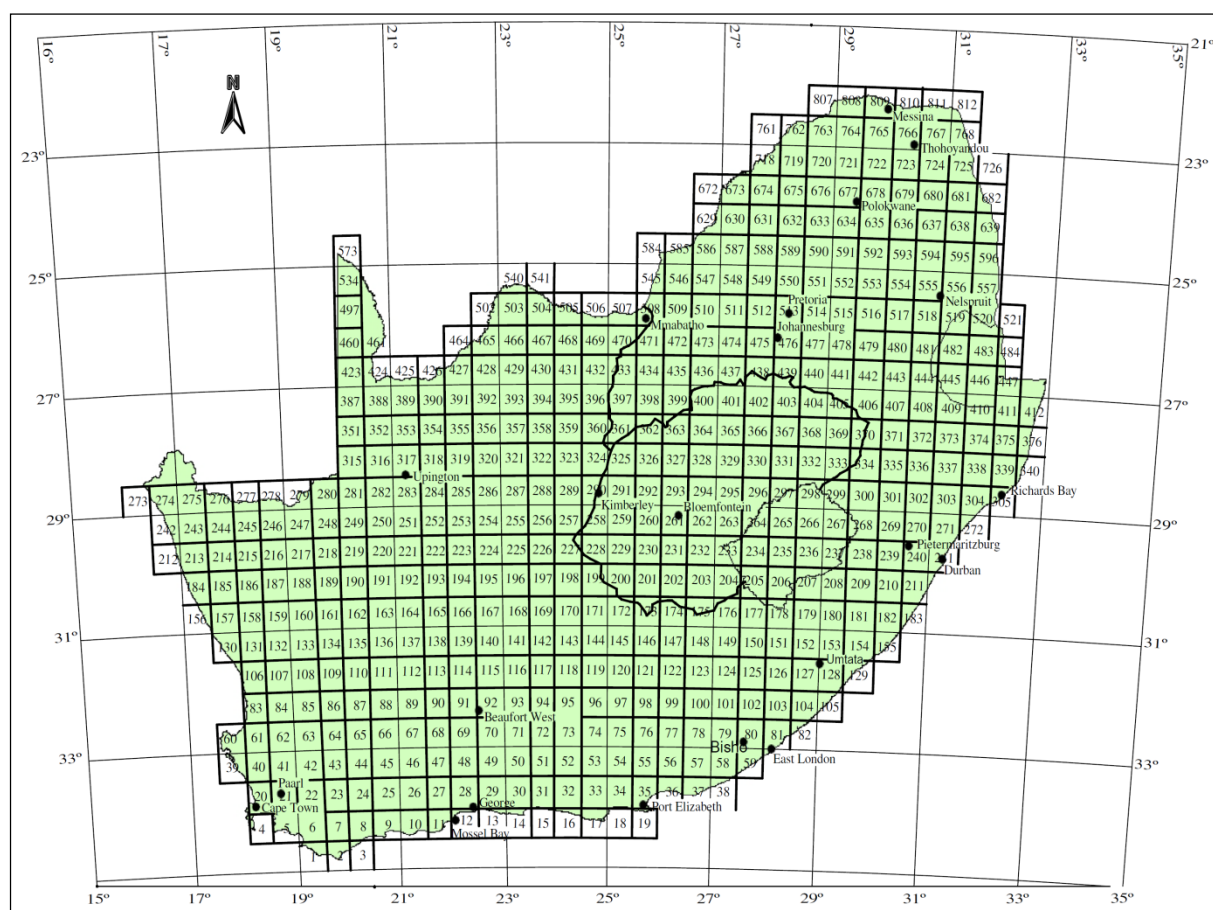 16° 17° 19° 21° 23° 25° 27° 29° 31° 33° 35° 21°
N
807 808 809 810 811 812
Messina
761 762 763 764 765 766 767 768
Thohoyandou
23° 718 719 720 721 722 723 724 725 726 23°
672 673 674 675 676 677 678 679 680 681 682
Polokwane
629 630 631 632 633 634 635 636 637 638 639
573 584 585 586 587 588 589 590 591 592 593 594 595 596
25° 534 540 541 545 546 547 548 549 550 551 552 553 554 555 556 557 25°
Nelspruit
497 503 504 505 506 507 508 509 510 511 512 513 514 515 516 517 518 519 520 521
Pretoria
Mmabatho
Johannesburg
460 461 464 465 466 467 468 469 470 471 472 473 474 475 476 477 478 479 480 481 482 483 484
423 424 425 426 427 428 429 430 431 432 433 434 435 436 437 438 439 440 441 442 443 444 445 446 447
27° 387 388 389 390 391 392 393 394 395 396 397 398 399 400 401 402 403 404 405 406 407 408 409 410 411 412 27°
351 352 353 354 355 356 357 358 359 360 361 362 363 364 365 366 367 368 369 370 371 372 373 374 375 376
315 316 317 318 319 320 321 322 323 324 325 326 327 328 329 330 331 332 333 334 335 336 337 338 339 340
Upington
273 274 275 276 277 278 279 280 281 282 283 284 285 286 287 288 289 290 291 292 293 294 295 296 297 298 299 300 301 302 303 304 305
Richards Bay
Kimberley
Bloemfontein
29° 242 243 244 245 246 247 248 249 250 251 252 253 254 255 256 257 258 259 260 261 262 263 264 265 266 267 268 269 270 271 272 29°
212 213 214 215 216 217 218 219 220 221 222 223 224 225 226 227 228 229 230 231 232 233 234 235 236 237 238 239 240
Pietermaritzburg
Durban
184 185 186 187 188 189 190 191 192 193 194 195 196 197 198 199 200 201 202 203 204 205 206 207 208 209 210 211
156 157 158 159 160 161 162 163 164 165 166 167 168 169 170 171 172 173 174 175 176 177 178 179 180 181 182 183
31° 130 131 132 133 134 135 136 137 138 139 140 141 142 143 144 145 146 147 148 149 150 151 152 153 154 155 31°
Umtata
106 107 108 109 110 111 112 113 114 115 116 117 118 119 120 121 122 123 124 125 126 127 128 129
83 84 85 86 87 88 89 90 91 92 93 94 95 96 97 98 99 100 101 102 103 104 105
Beaufort West
60 61 62 63 64 65 66 67 68 69 70 71 72 73 74 75 76 77 78 79 80 81 82
Bisho
East London
33° 39 40 41 42 43 44 45 46 47 48 49 50 51 52 53 54 55 56 57 58 59 33°
Paarl
20 21 22 23 24 25 26 27 28 29 30 31 32 33 34 35 36 37 38
Cape Town
George
Port Elizabeth
4 5 6 7 8 9 10 11 12 13 14 15 16 17 18 19
Mossel Bay
1 2 3
15° 17° 19° 21° 23° 25° 27° 29° 31° 33° 35°